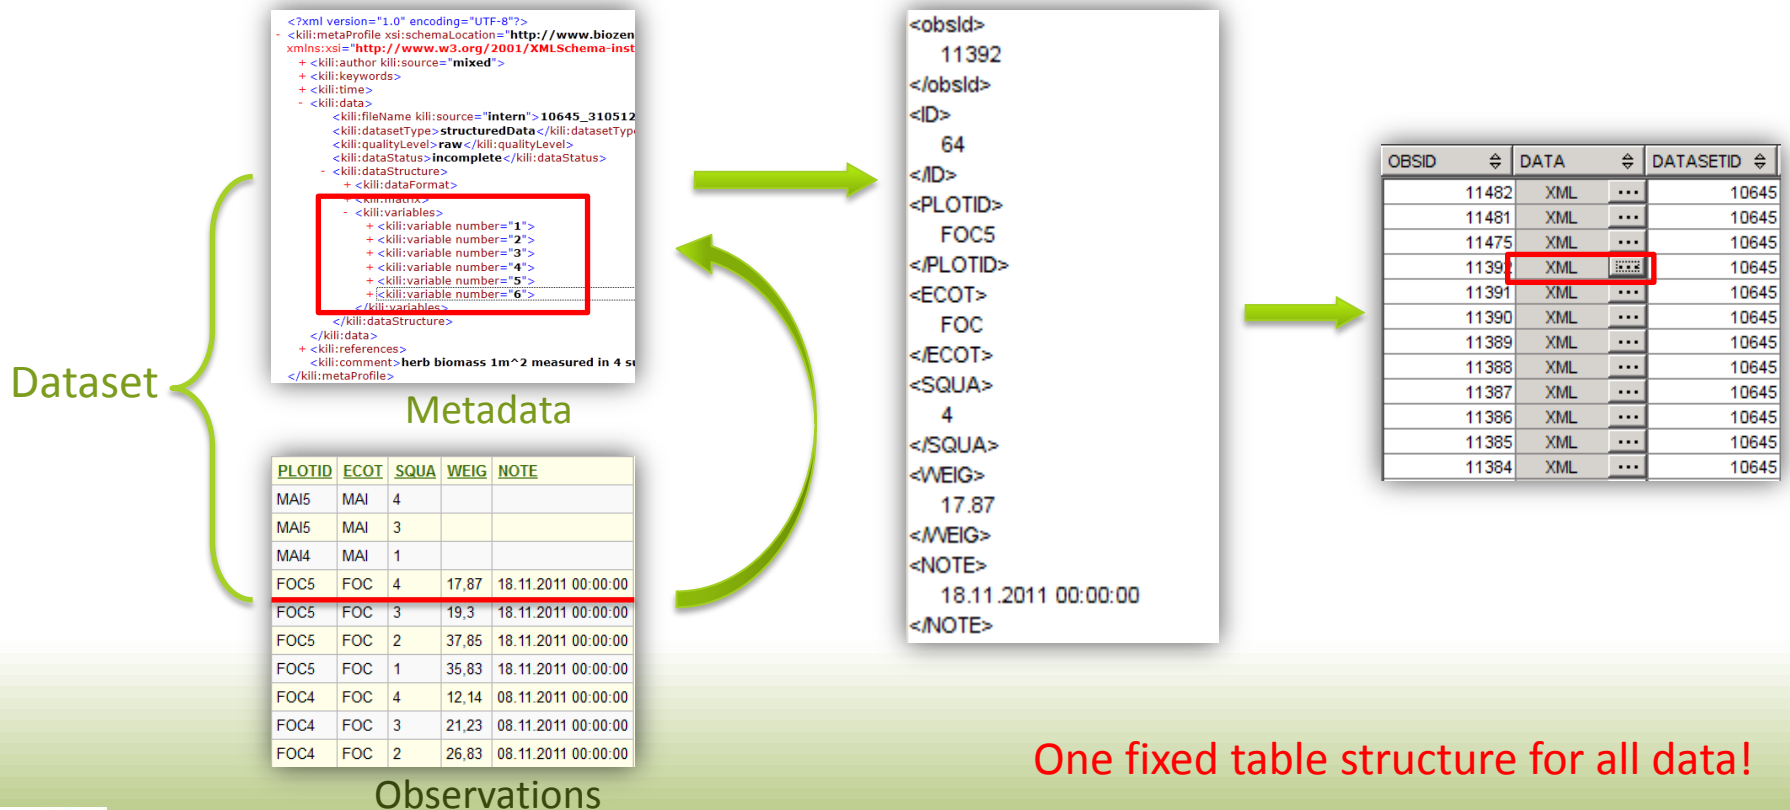 <?xml version="1.0" encoding="UTF-8"?>
- <kili:metaProfile xsi:schemaLocation="http://www.biozen
xmlns:xsi="http://www.w3.org/2001/XMLSchema-inst
+ <kili:author kili:source="mixed">
+ <kili:keywords>
+ <kili:time>
- <kili:data>
<kili:fileName kili:source="intern">10645_310512
<kili:datasetType>structuredData</kili:datasetType
<kili:qualityLevel>raw</kili:qualityLevel>
<kili:dataStatus>incomplete</kili:dataStatus>
- <kili:dataStructure>
+ <kili:dataFormat>
+ <kili:matrix>
- <kili:variables>
+ <kili:variable number="1">
+ <kili:variable number="2">
+ <kili:variable number="3">
+ <kili:variable number="4">
+ <kili:variable number="5">
+ <kili:variable number="6">
</kili:variables>
</kili:dataStructure>
</kili:data>
+ <kili:references>
<kili:comment>herb biomass 1m^2 measured in 4 su
</kili:metaProfile>
Dataset
Metadata
PLOTID ECOT SQUA WEIG NOTE
MAI5 MAI 4
MAI5 MAI 3
MAI4 MAI 1
FOC5 FOC 4 17,87 18.11.2011 00:00:00
FOC5 FOC 3 19,3 18.11.2011 00:00:00
FOC5 FOC 2 37,85 18.11.2011 00:00:00
FOC5 FOC 1 35,83 18.11.2011 00:00:00
FOC4 FOC 4 12,14 08.11.2011 00:00:00
FOC4 FOC 3 21,23 08.11.2011 00:00:00
FOC4 FOC 2 26,83 08.11.2011 00:00:00
Observations
<obsId>
11392
</obsId>
<ID>
64
</ID>
<PLOTID>
FOC5
</PLOTID>
<ECOT>
FOC
</ECOT>
<SQUA>
4
</SQUA>
<WEIG>
17.87
</WEIG>
<NOTE>
18.11.2011 00:00:00
</NOTE>
OBSID DATA DATASETID
11482 XML ... 10645
11481 XML ... 10645
11475 XML ... 10645
11392 XML ... 10645
11391 XML ... 10645
11390 XML ... 10645
11389 XML ... 10645
11388 XML ... 10645
11387 XML ... 10645
11386 XML ... 10645
11385 XML ... 10645
11384 XML ... 10645
One fixed table structure for all data!